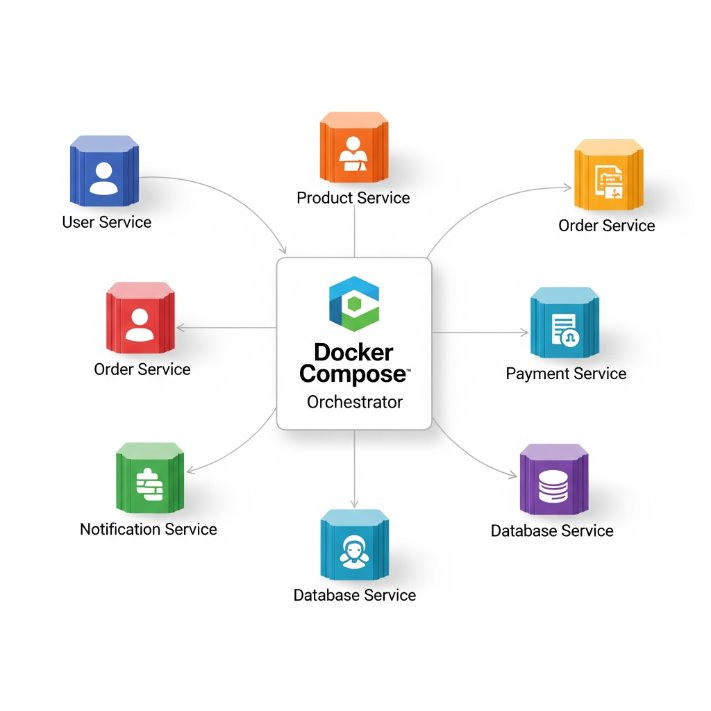 Product Service
User Service
Order Service
Docker
Compose™
Orchestrator
Order Service
Payment Service
Notification Service
Database Service
Database Service